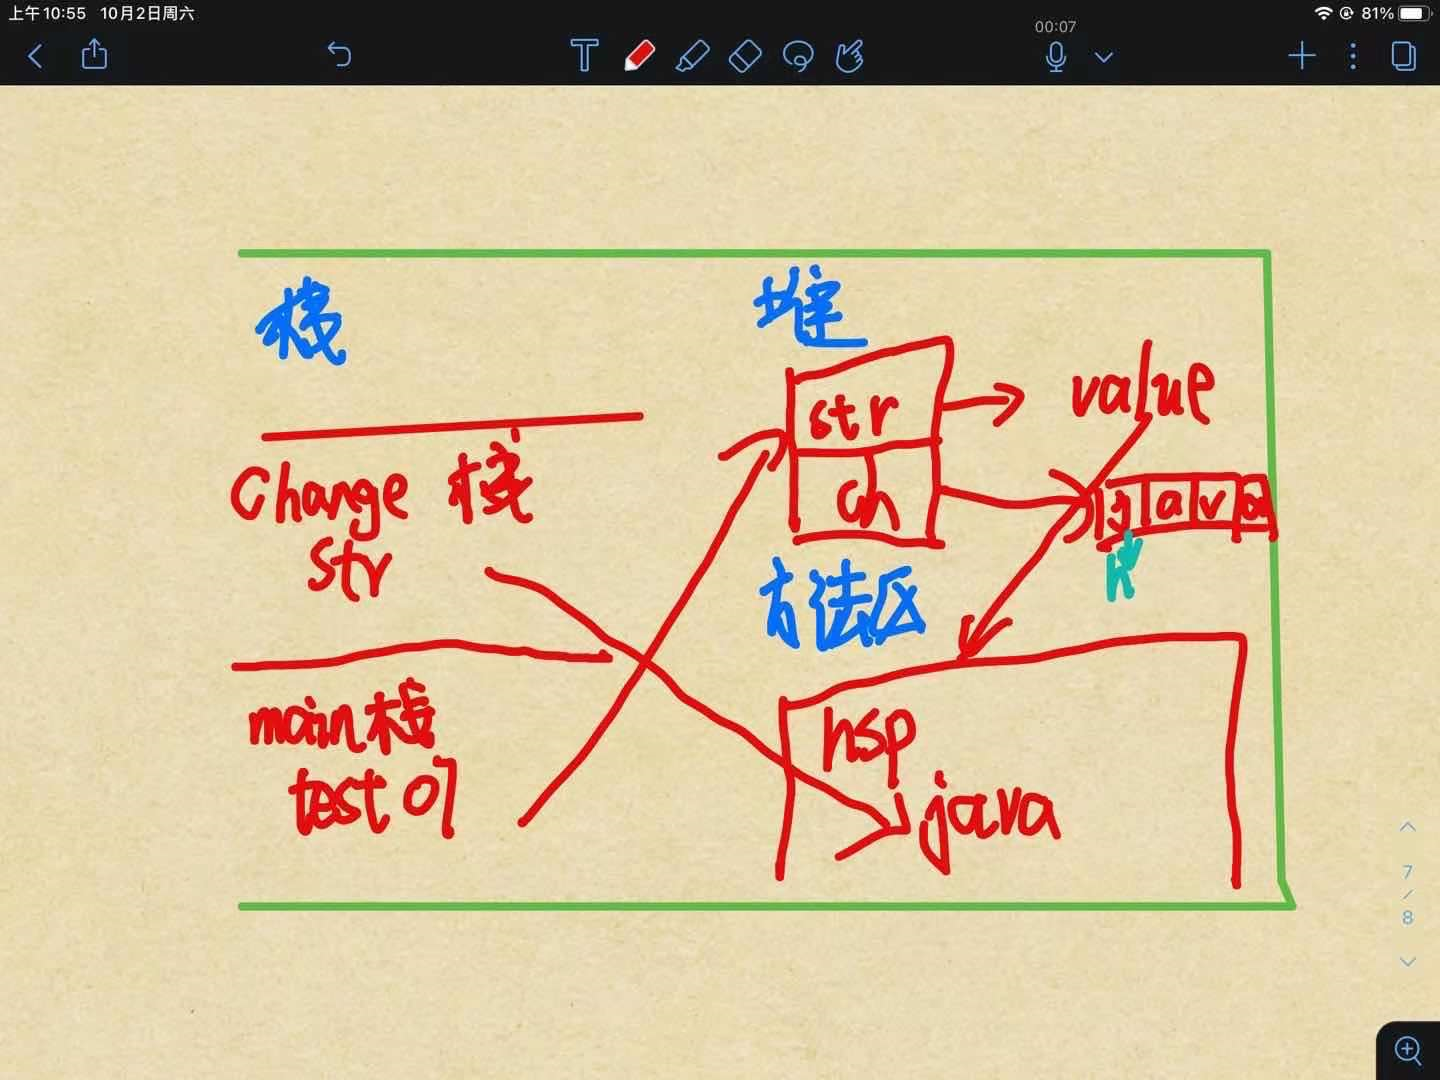 上午10:55 10月2日周六
81%
00:07
栈
堆
str
value
ch
j a v a
h
Change 栈
str
方法区
main栈
test 07
hsp
java
7
/
8